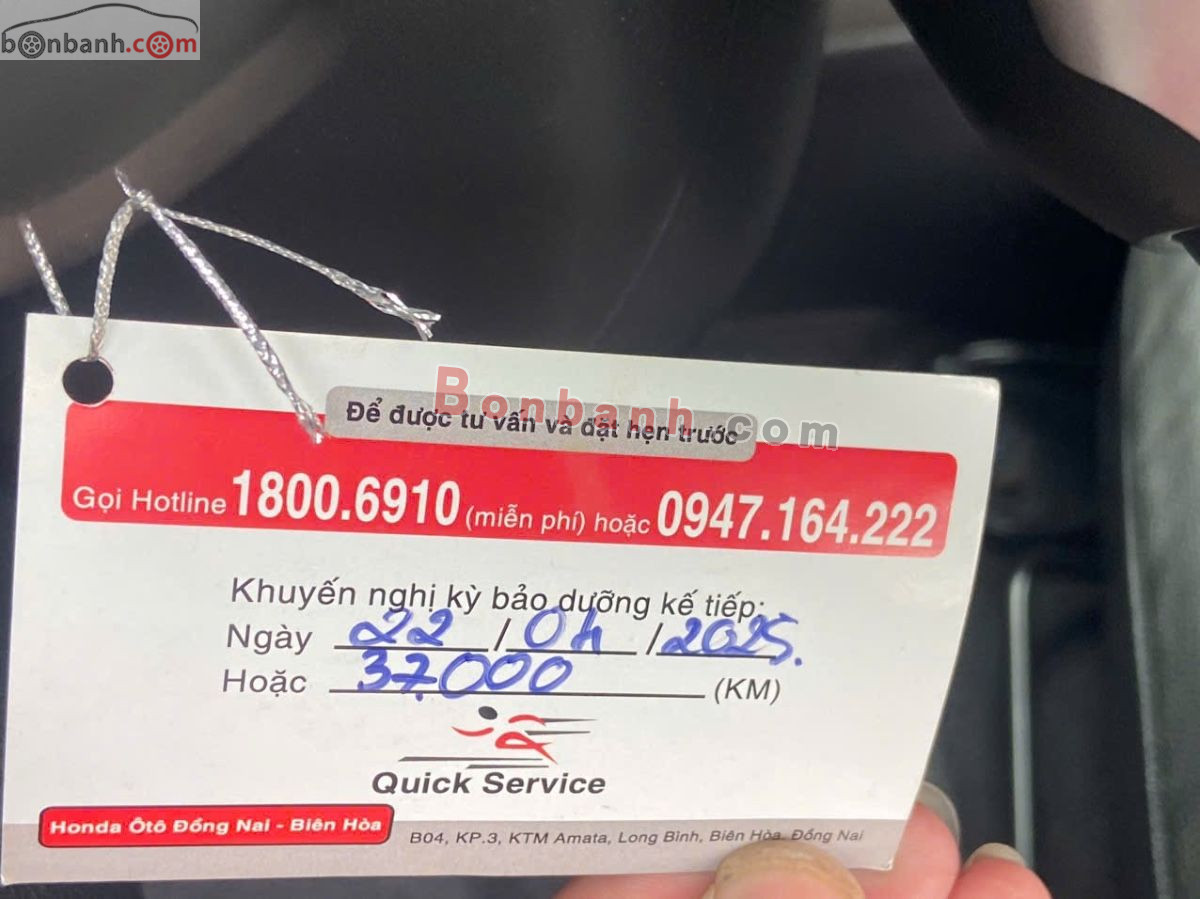 bonbanh.com
Bonbanh.com
Để được tư vấn và đặt hẹn trước
Gọi Hotline 1800.6910 (miễn phí) hoặc 0947.164.222
Khuyến nghị kỳ bảo dưỡng kế tiếp:
Ngày 22 / 04 / 2025.
Hoặc 37.000 (KM)
Quick Service
Honda Ôtô Đồng Nai - Biên Hòa
B04, KP.3, KTM Amata, Long Bình, Biên Hòa, Đồng Nai